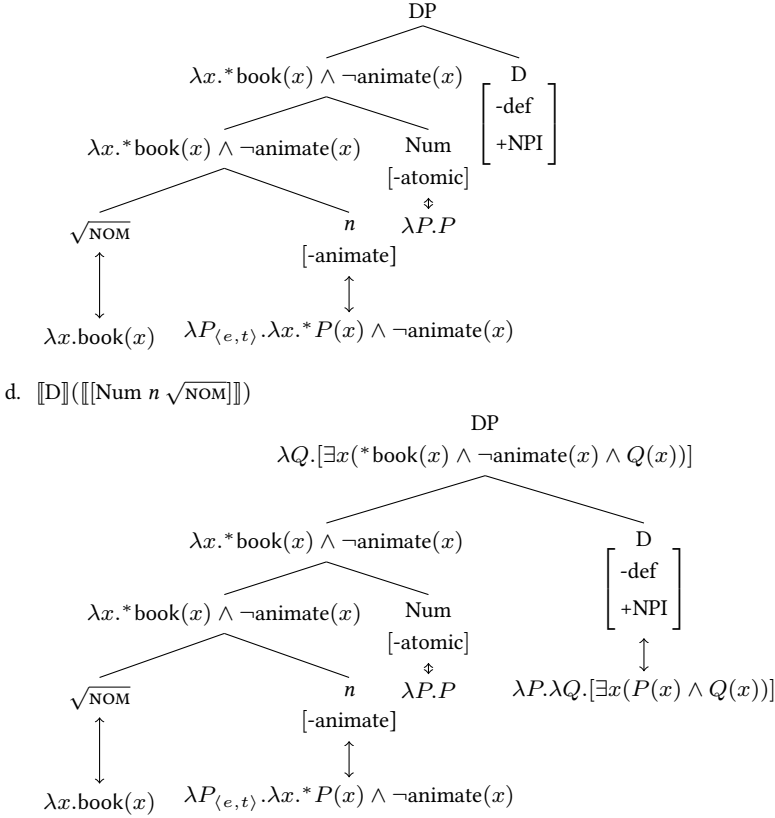 DP
λx.*book(x) ∧ ¬animate(x) D
[-def
+NPI]
λx.*book(x) ∧ ¬animate(x) Num
[-atomic]
⇕
√NOM n λP.P
[-animate]
↕ ↕
λx.book(x) λP⟨e,t⟩.λx.*P(x) ∧ ¬animate(x)
d. ⟦D⟧(⟦[Num n √NOM]⟧)
DP
λQ.[∃x(*book(x) ∧ ¬animate(x) ∧ Q(x))]
λx.*book(x) ∧ ¬animate(x) D
[-def
+NPI]
λx.*book(x) ∧ ¬animate(x) Num
[-atomic]
⇕ ↕
√NOM n λP.P λP.λQ.[∃x(P(x) ∧ Q(x))]
[-animate]
↕ ↕
λx.book(x) λP⟨e,t⟩.λx.*P(x) ∧ ¬animate(x)